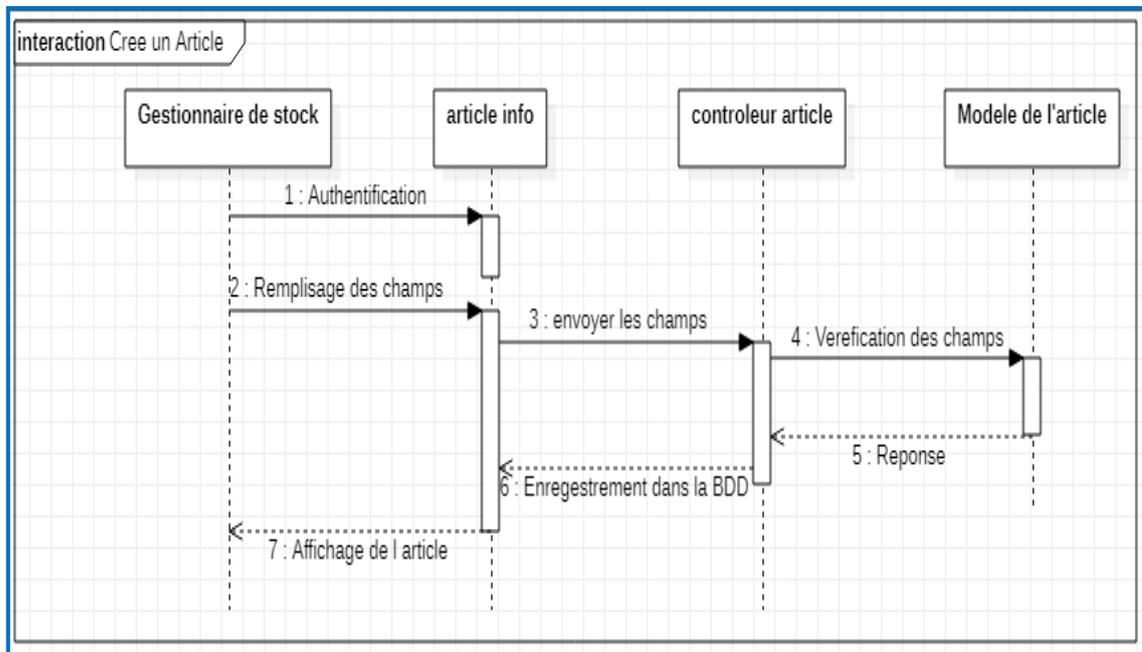 interaction Cree un Article
Gestionnaire de stock
article info
controleur article
Modele de l'article
1 : Authentification
2 : Remplisage des champs
3 : envoyer les champs
4 : Verefication des champs
5 : Reponse
6 : Enregestrement dans la BDD
7 : Affichage de l article